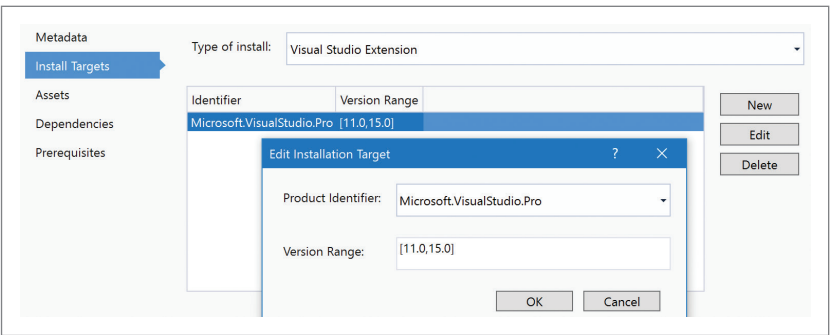 Metadata
Install Targets
Assets
Dependencies
Prerequisites
Type of install: Visual Studio Extension
Identifier Version Range
Microsoft.VisualStudio.Pro [11.0,15.0]
New
Edit
Delete
Edit Installation Target ?
Product Identifier: Microsoft.VisualStudio.Pro
Version Range: [11.0,15.0]
OK Cancel